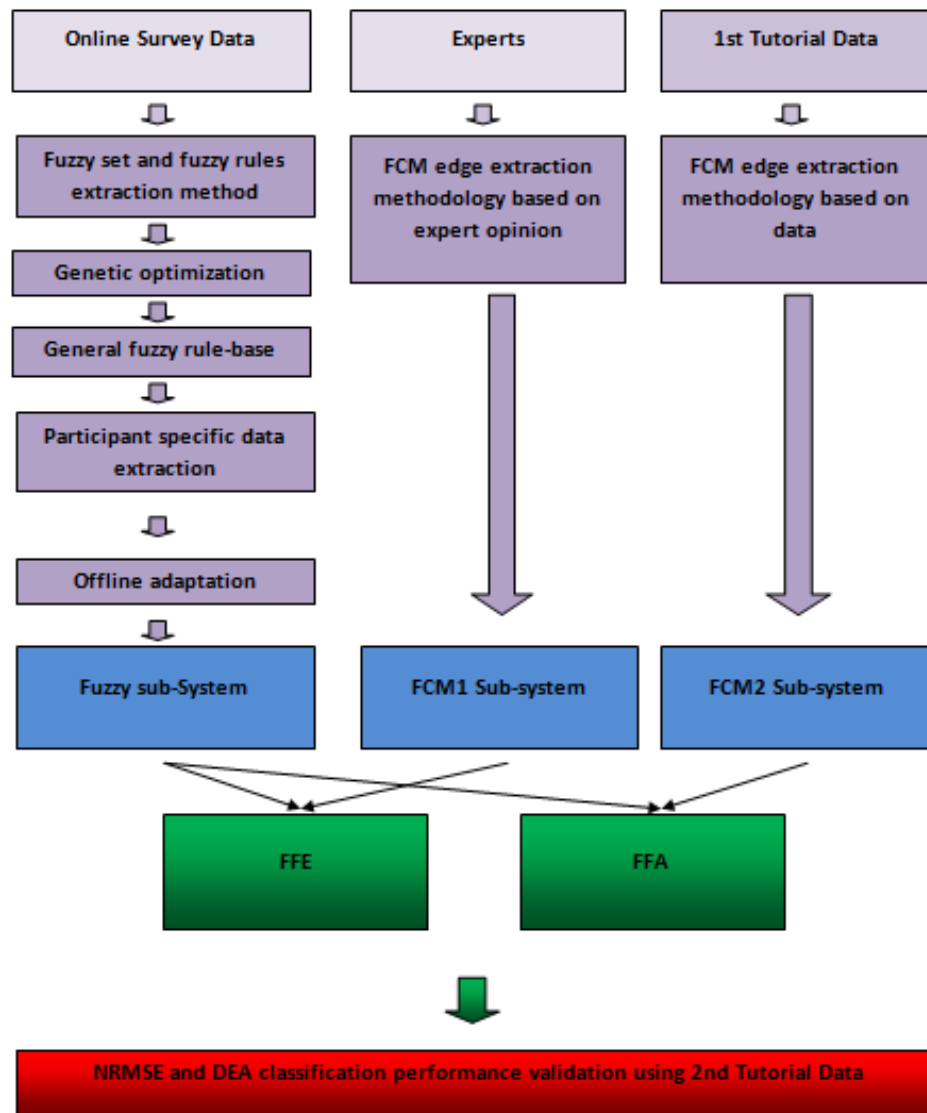 Online Survey Data
Experts
1st Tutorial Data
Fuzzy set and fuzzy rules
extraction method
FCM edge extraction
methodology based on
expert opinion
FCM edge extraction
methodology based on
data
Genetic optimization
General fuzzy rule-base
Participant specific data
extraction
Offline adaptation
Fuzzy sub-System
FCM1 Sub-system
FCM2 Sub-system
FFE
FFA
NRMSE and DEA classification performance validation using 2nd Tutorial Data